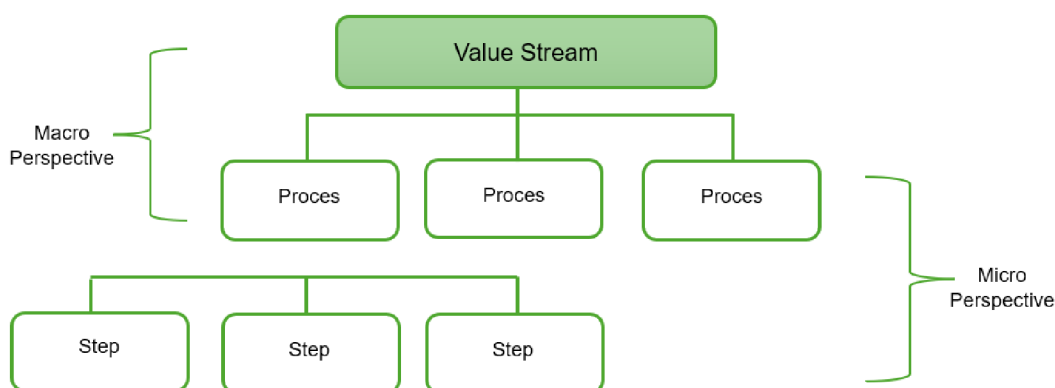 Value Stream
Macro
Perspective
Proces
Proces
Proces
Micro
Perspective
Step
Step
Step